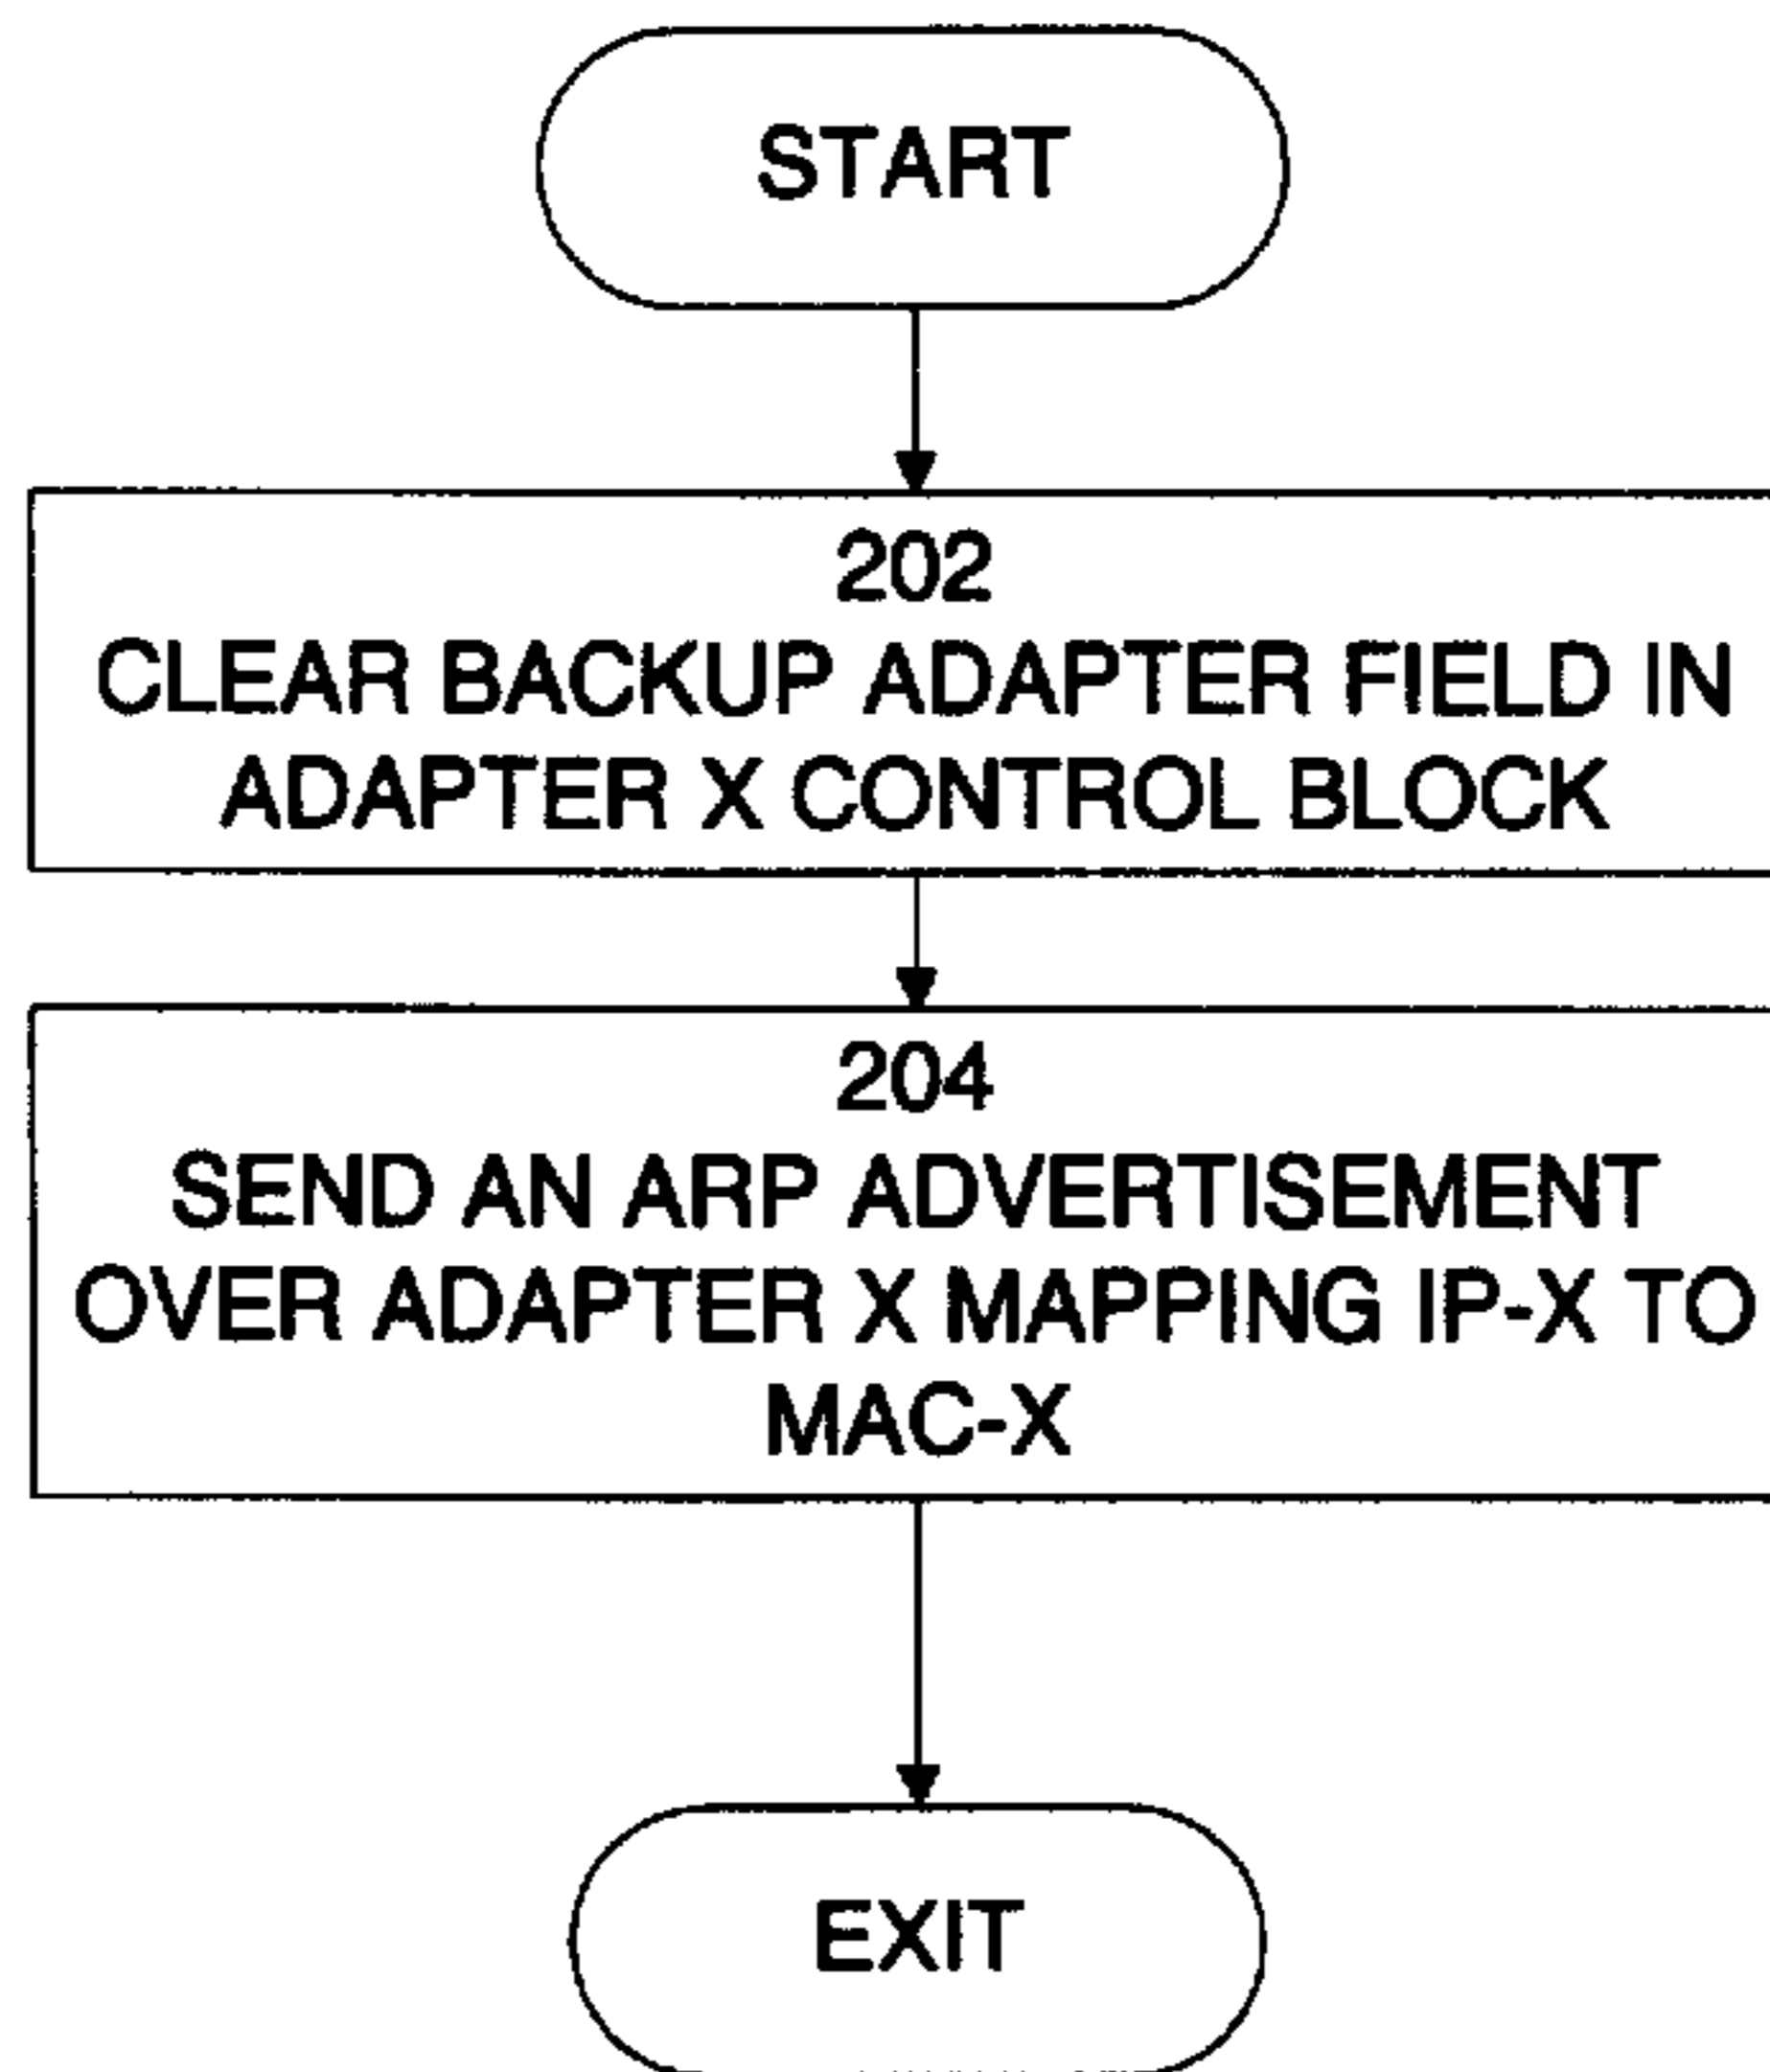 START
202
CLEAR BACKUP ADAPTER FIELD IN
ADAPTER X CONTROL BLOCK
204
SEND AN ARP ADVERTISEMENT
OVER ADAPTER X MAPPING IP-X TO
MAC-X
EXIT